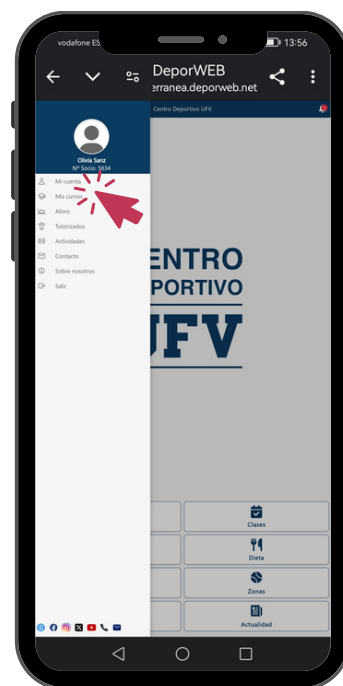 vodafone ES
13:56
DeporWEB
erranea.deporweb.net
Centro Deportivo UFV
Olivia Sanz
Nº Socio: 5634
Mi cuenta
Mis cursos
Aforo
Tutorizados
Actividades
Contacto
Sobre nosotros
Salir
ENTRO
PORTIVO
UFV
Clases
Dieta
Zonas
Actualidad